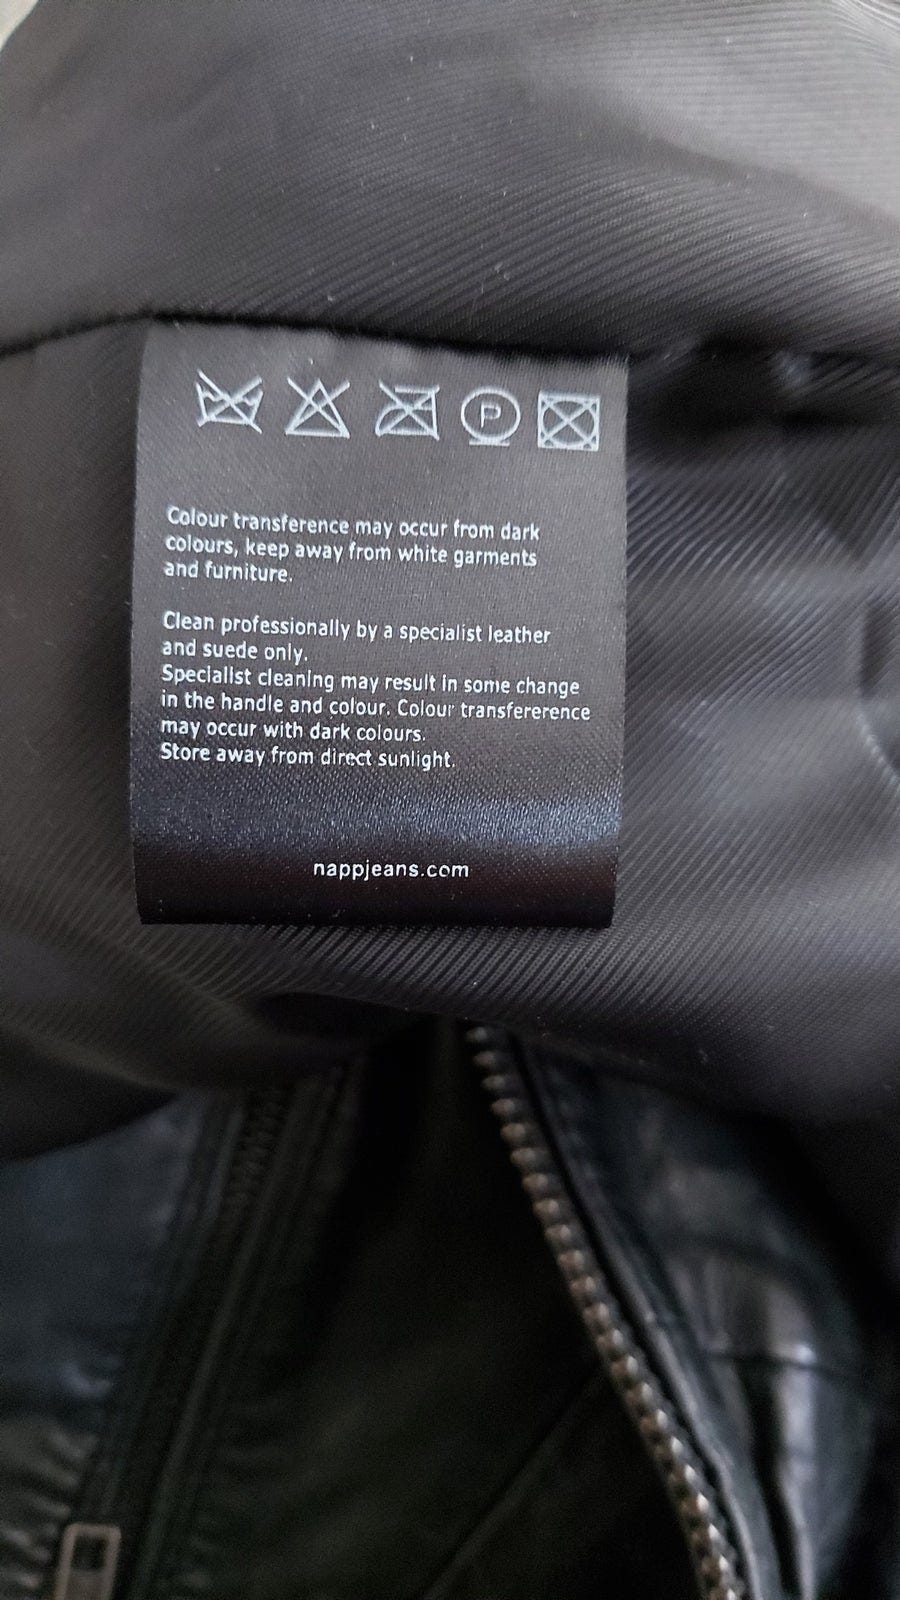 P
Colour transference may occur from dark
colours, keep away from white garments
and furniture.
Clean professionally by a specialist leather
and suede only.
Specialist cleaning may result in some change
in the handle and colour. Colour transfererence
may occur with dark colours.
Store away from direct sunlight.
nappjeans.com